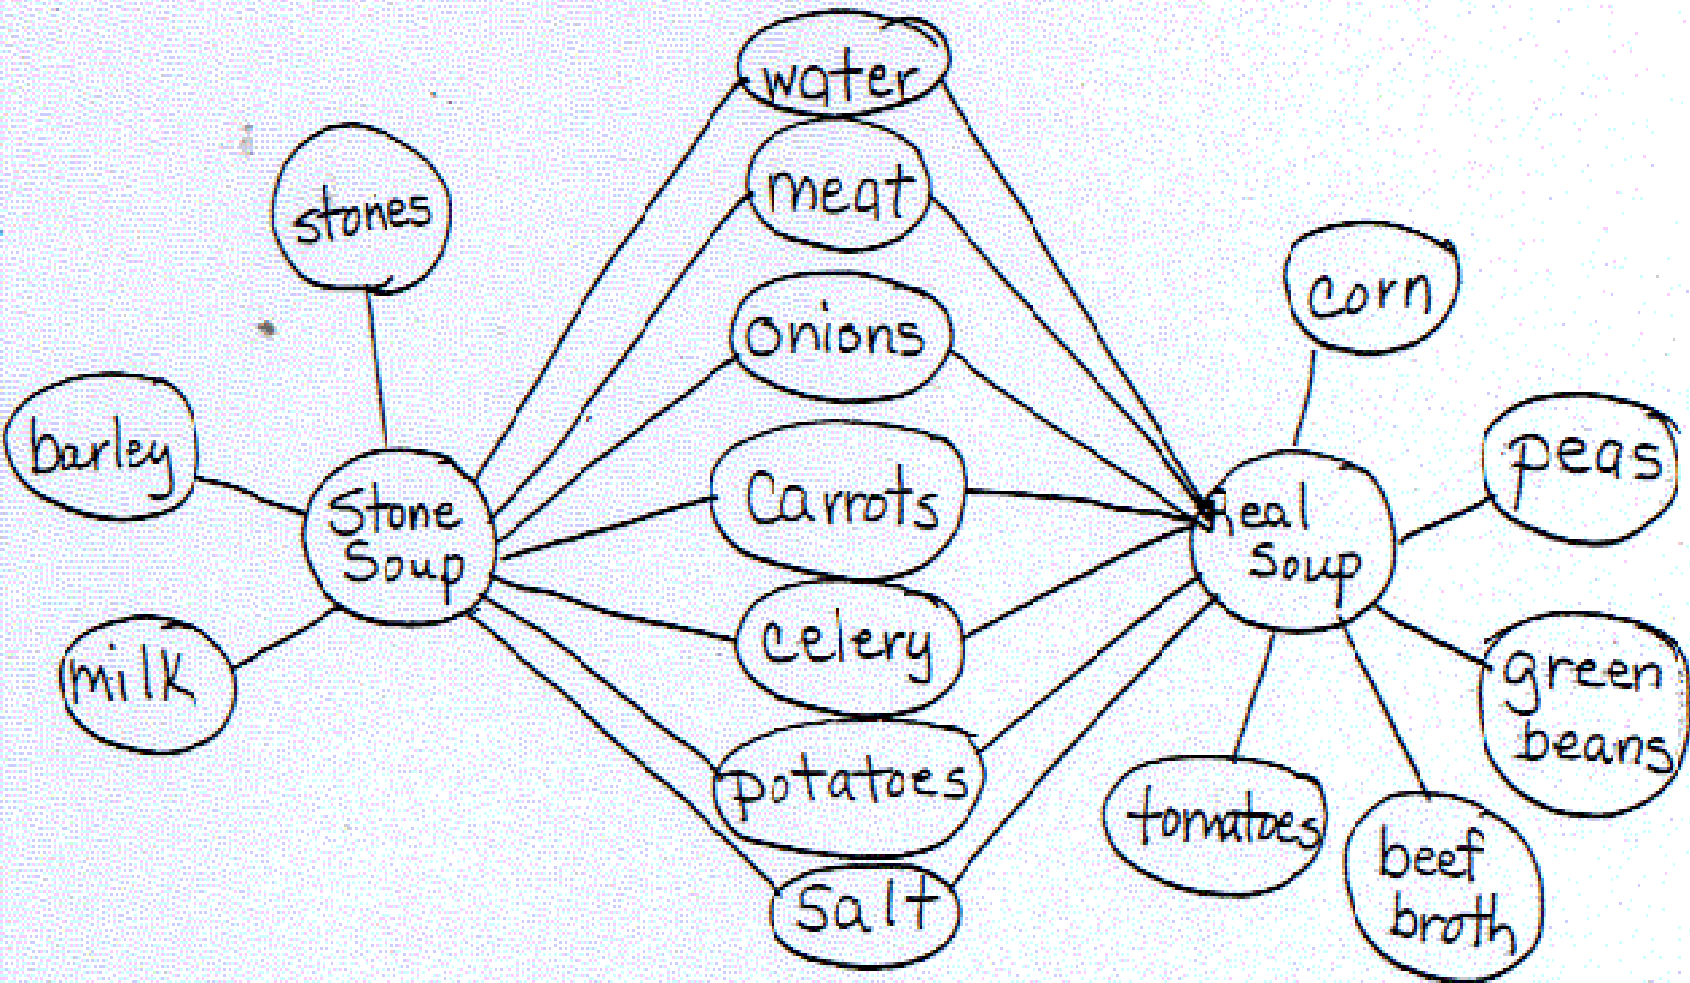 water
meat
stones
corn
onions
barley
peas
Carrots
Stone
Soup
Real
Soup
celery
milk
green
beans
potatoes
tomatoes
beef
broth
Salt